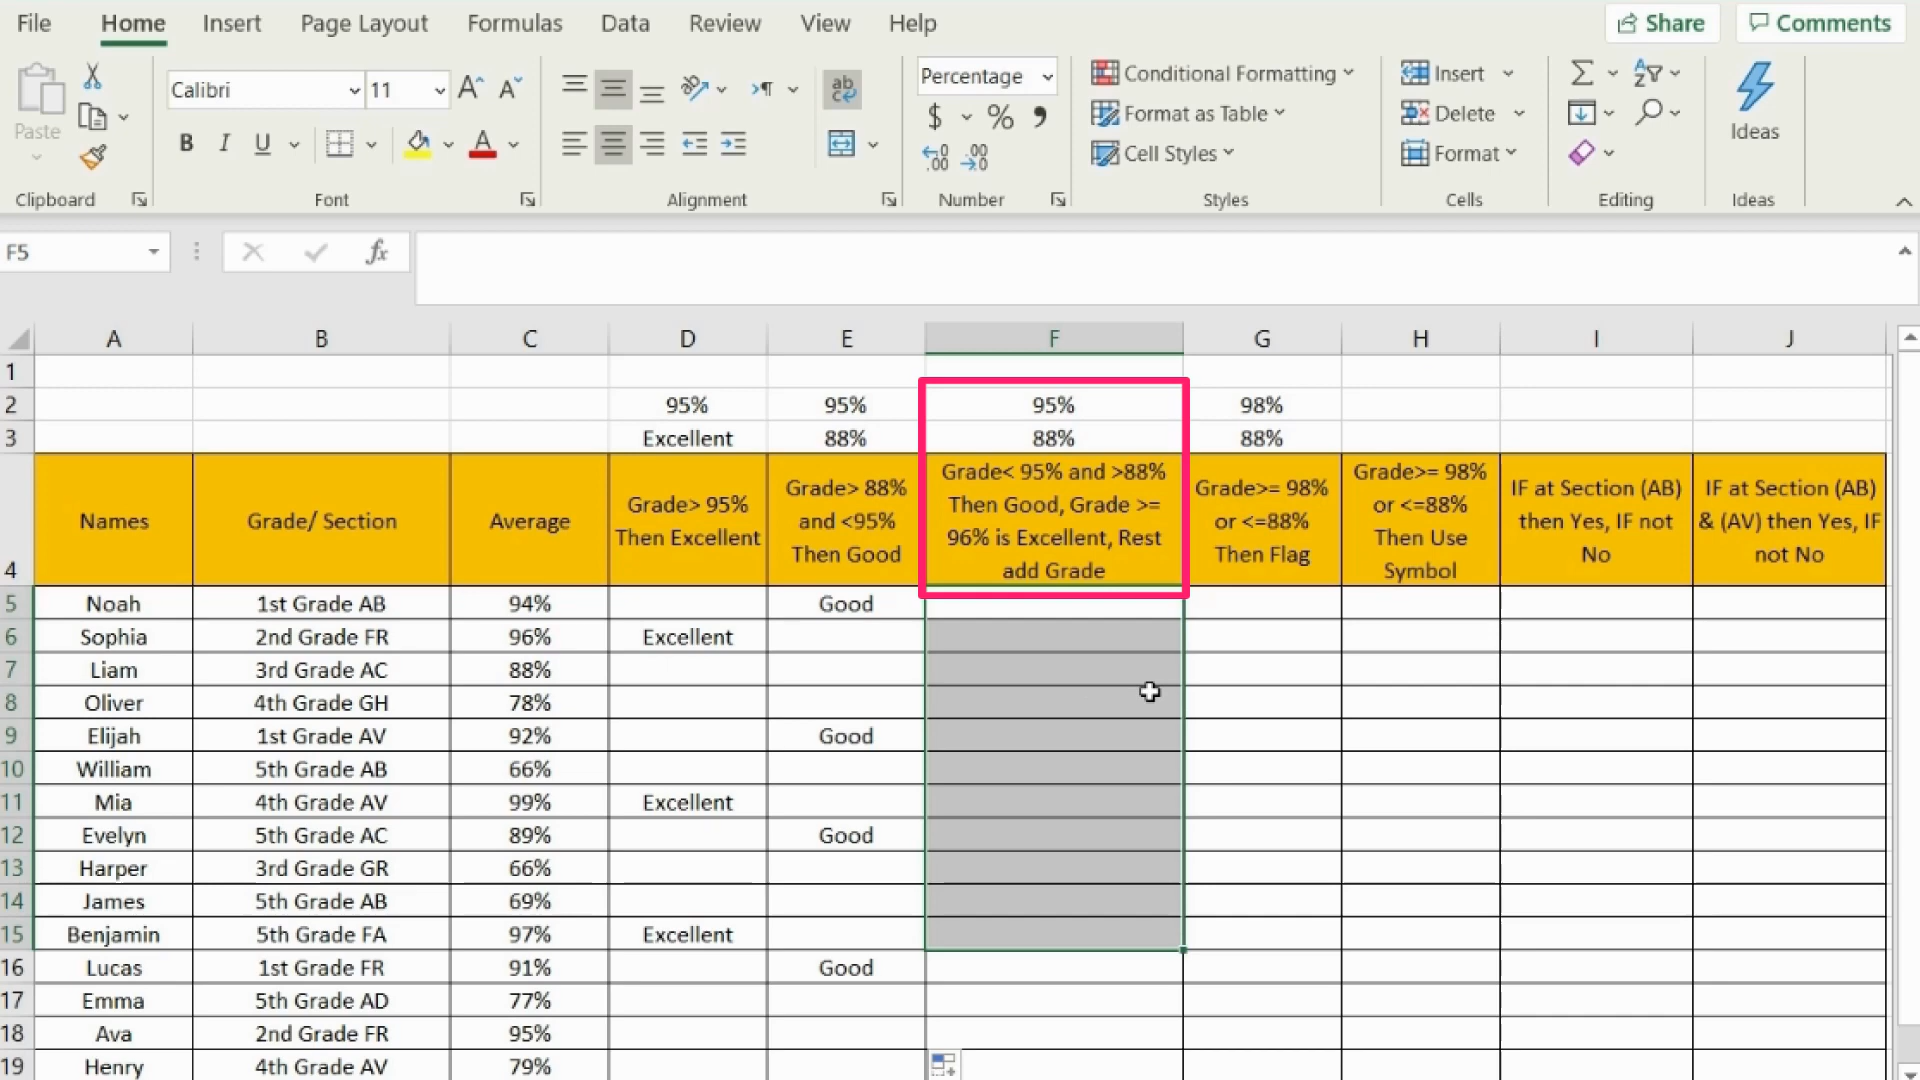 File Home Insert Page Layout Formulas Data Review View Help Share Comments
Paste Calibri 11 A A ab Percentage Conditional Formatting Insert Ideas
$ % Format as Table Delete
B I U A .00 .00 Cell Styles Format
Clipboard Font Alignment Number Styles Cells Editing Ideas
F5 fx
A B C D E F G H I J
1
2 95% 95% 95% 98%
3 Excellent 88% 88% 88%
4 Names Grade/ Section Average
Grade> 95%
Then Excellent
Grade> 88%
and <95%
Then Good
Grade< 95% and >88%
Then Good, Grade >=
96% is Excellent, Rest
add Grade
Grade>= 98%
or <=88%
Then Flag
Grade>= 98%
or <=88%
Then Use
Symbol
IF at Section (AB)
then Yes, IF not
No
IF at Section (AB)
& (AV) then Yes, IF
not No
5 Noah 1st Grade AB 94% Good
6 Sophia 2nd Grade FR 96% Excellent
7 Liam 3rd Grade AC 88%
8 Oliver 4th Grade GH 78%
9 Elijah 1st Grade AV 92% Good
10 William 5th Grade AB 66%
11 Mia 4th Grade AV 99% Excellent
12 Evelyn 5th Grade AC 89% Good
13 Harper 3rd Grade GR 66%
14 James 5th Grade AB 69%
15 Benjamin 5th Grade FA 97% Excellent
16 Lucas 1st Grade FR 91% Good
17 Emma 5th Grade AD 77%
18 Ava 2nd Grade FR 95%
19 Henry 4th Grade AV 79%